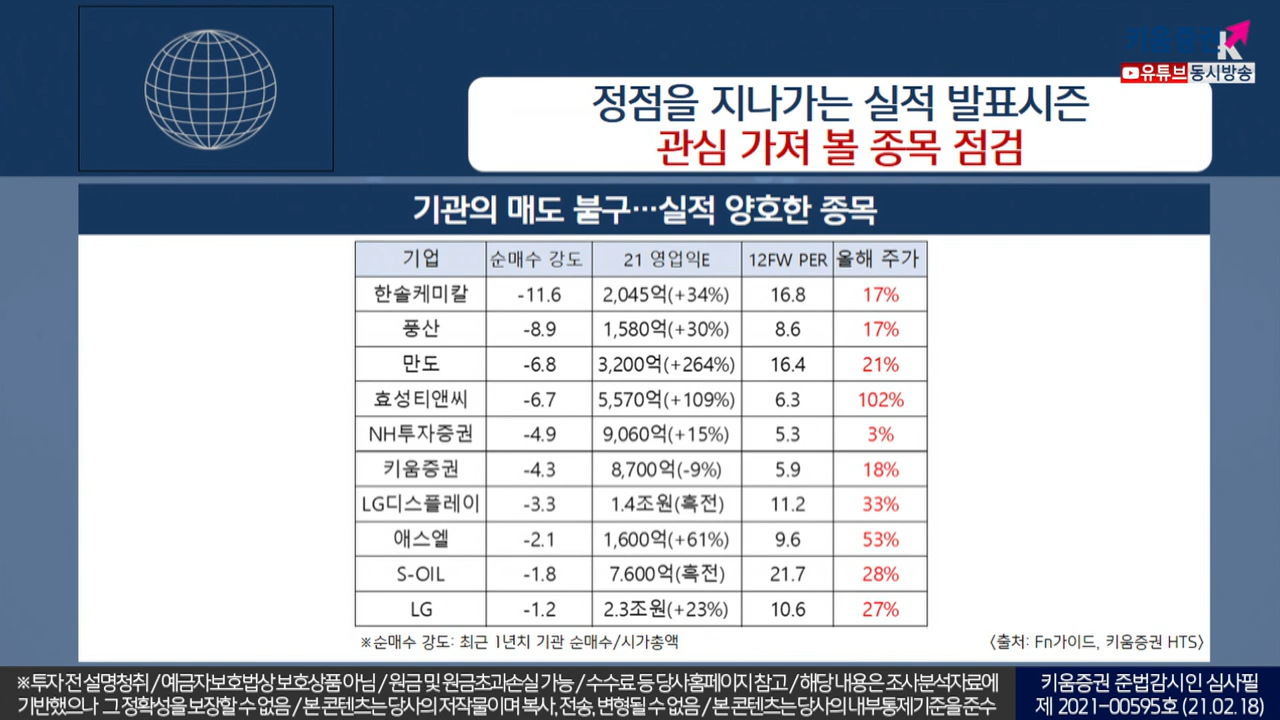 키움증권
유튜브 동시방송
정점을 지나가는 실적 발표시즌
관심 가져 볼 종목 점검
기관의 매도 불구…실적 양호한 종목
기업 순매수 강도 21 영업익E 12FW PER 올해 주가
한솔케미칼 -11.6 2,045억(+34%) 16.8 17%
풍산 -8.9 1,580억(+30%) 8.6 17%
만도 -6.8 3,200억(+264%) 16.4 21%
효성티앤씨 -6.7 5,570억(+109%) 6.3 102%
NH투자증권 -4.9 9,060억(+15%) 5.3 3%
키움증권 -4.3 8,700억(-9%) 5.9 18%
LG디스플레이 -3.3 1.4조원(흑전) 11.2 33%
애스엘 -2.1 1,600억(+61%) 9.6 53%
S-OIL -1.8 7.600억(흑전) 21.7 28%
LG -1.2 2.3조원(+23%) 10.6 27%
※순매수 강도: 최근 1년치 기관 순매수/시가총액
〈출처: Fn가이드, 키움증권 HTS〉
※ 투자 전 설명청취 / 예금자보호법상 보호상품 아님 / 원금 및 원금초과손실 가능 / 수수료 등 당사홈페이지 참고 / 해당 내용은 조사분석자료에
기반했으나 그 정확성을 보장할 수 없음 / 본 콘텐츠는 당사의 저작물이며 복사, 전송, 변형될 수 없음 / 본 콘텐츠는 당사의 내부통제기준을 준수
키움증권 준법감시인 심사필
제 2021-00595호 (21.02.18)